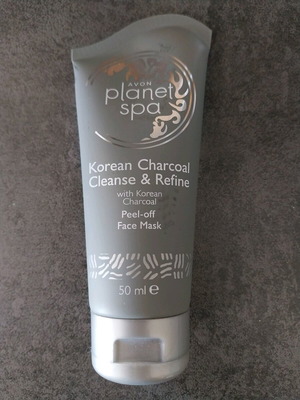 AVON
planet
spa
Korean Charcoal
Cleanse & Refine
with Korean
Charcoal
Peel-off
Face Mask
50 ml ℮